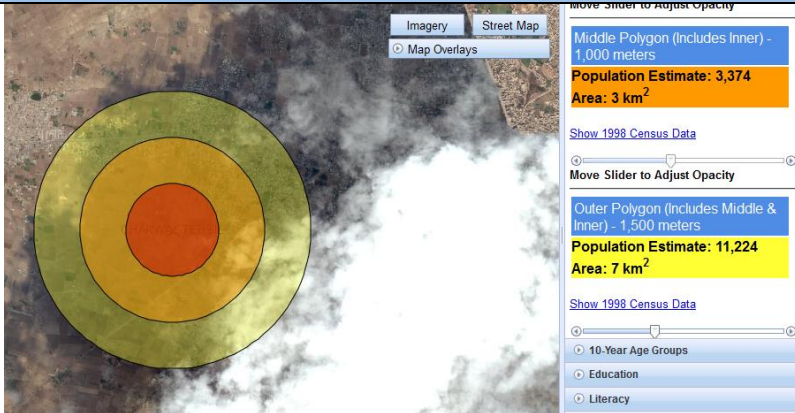 Move Slider to Adjust Opacity
Imagery
Street Map
Map Overlays
Middle Polygon (Includes Inner) -
1,000 meters
Population Estimate: 3,374
Area: 3 km²
Show 1998 Census Data
Move Slider to Adjust Opacity
Outer Polygon (Includes Middle &
Inner) - 1,500 meters
Population Estimate: 11,224
Area: 7 km²
Show 1998 Census Data
10-Year Age Groups
Education
Literacy